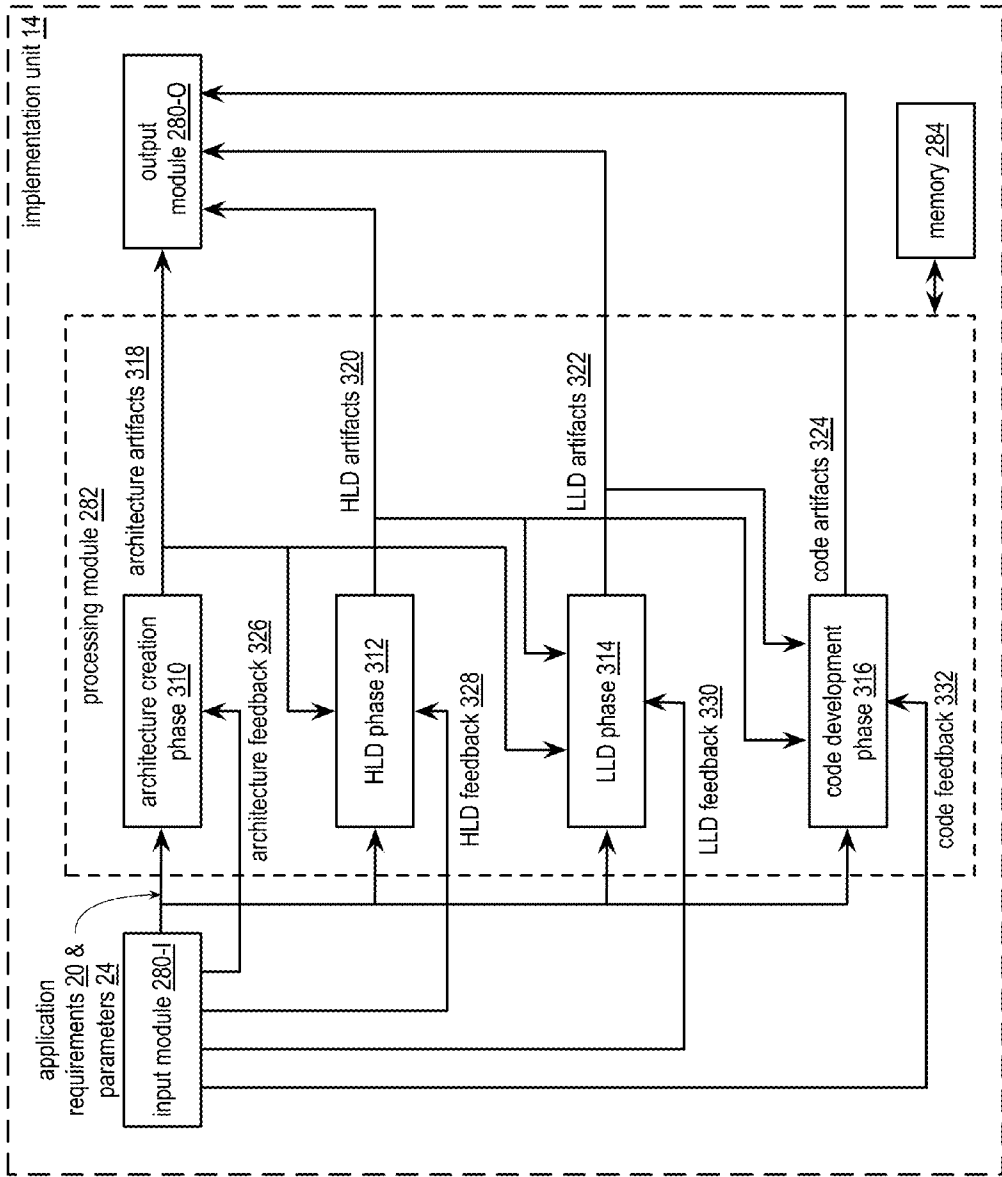 implementation unit 14
application
requirements 20 &
parameters 24
input module 280-I
processing module 282
architecture creation
phase 310
architecture artifacts 318
output
module 280-O
architecture feedback 326
HLD phase 312
HLD artifacts 320
HLD feedback 328
LLD phase 314
LLD artifacts 322
LLD feedback 330
code development
phase 316
code artifacts 324
code feedback 332
memory 284